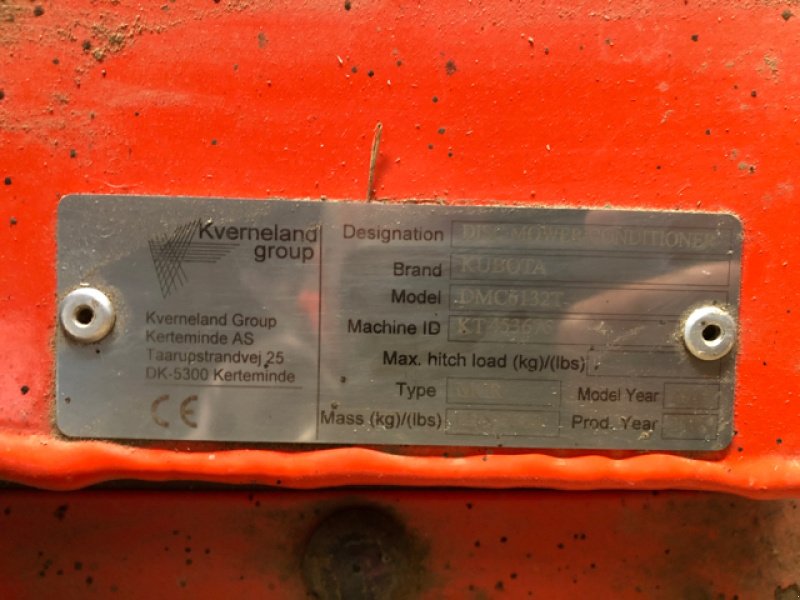 Kverneland
group
Kverneland Group
Kerteminde AS
Taarupstrandvej 25
DK-5300 Kerteminde
CE
Designation DISC MOWER CONDITIONER
Brand KUBOTA
Model DMC6132T
Machine ID
Max. hitch load (kg)/(lbs)
Type Model Year
Mass (kg)/(lbs) Prod. Year